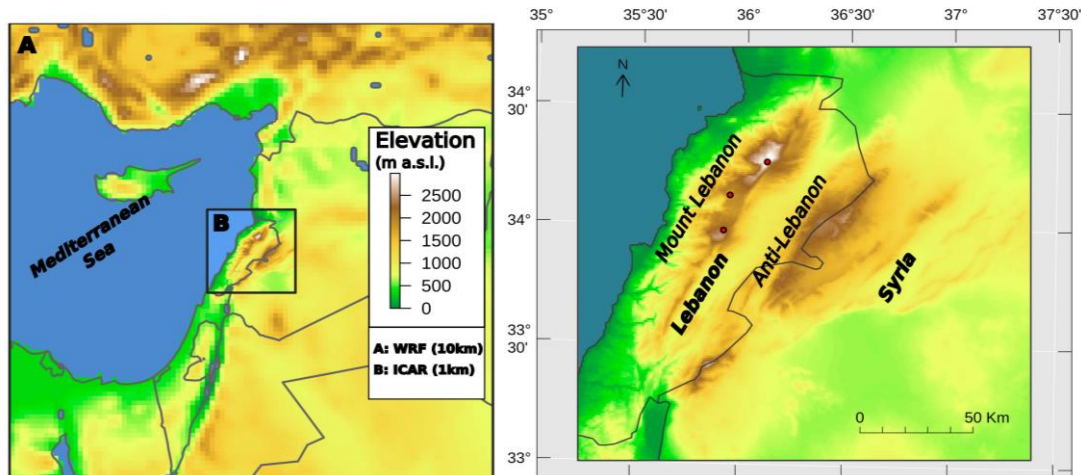 A
Elevation
(m a.s.l.)
2500
2000
1500
1000
500
0
A: WRF (10km)
B: ICAR (1km)
B
Mediterranean
Sea
35°
35°30'
36°
36°30'
37°
37°30'
34°
30'
34°
33°
30'
33°
N
Mount Lebanon
Lebanon
Anti-Lebanon
Syria
0
50 Km